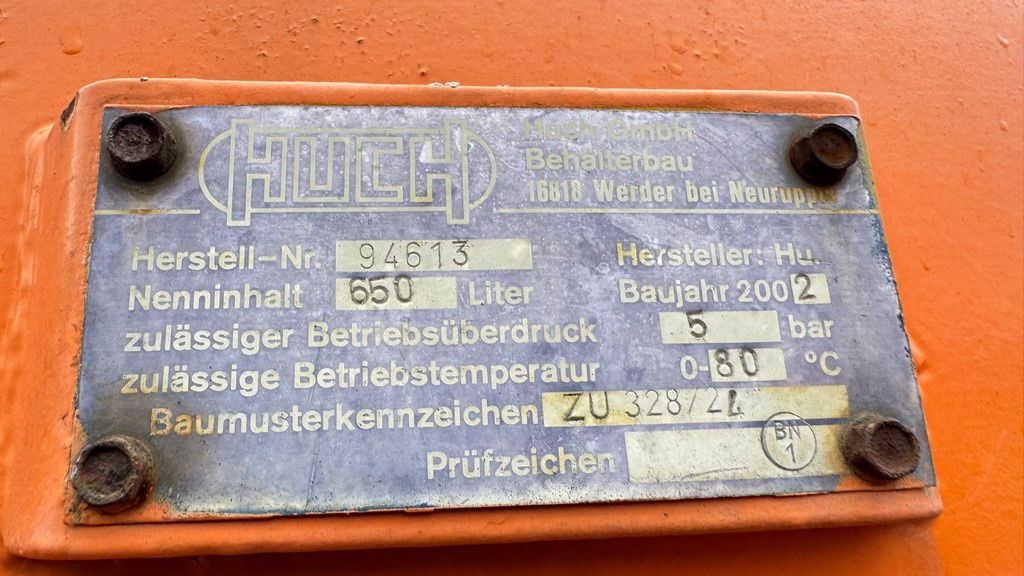 HUCH
Huch GmbH
Behälterbau
16818 Werder bei Neuruppin
Herstell-Nr. 94613
Hersteller: Hu.
Nenninhalt 650 Liter
Baujahr 2002
zulässiger Betriebsüberdruck 5 bar
zulässige Betriebstemperatur 0-80 °C
Baumusterkennzeichen ZU 328/2L
Prüfzeichen
BN
1